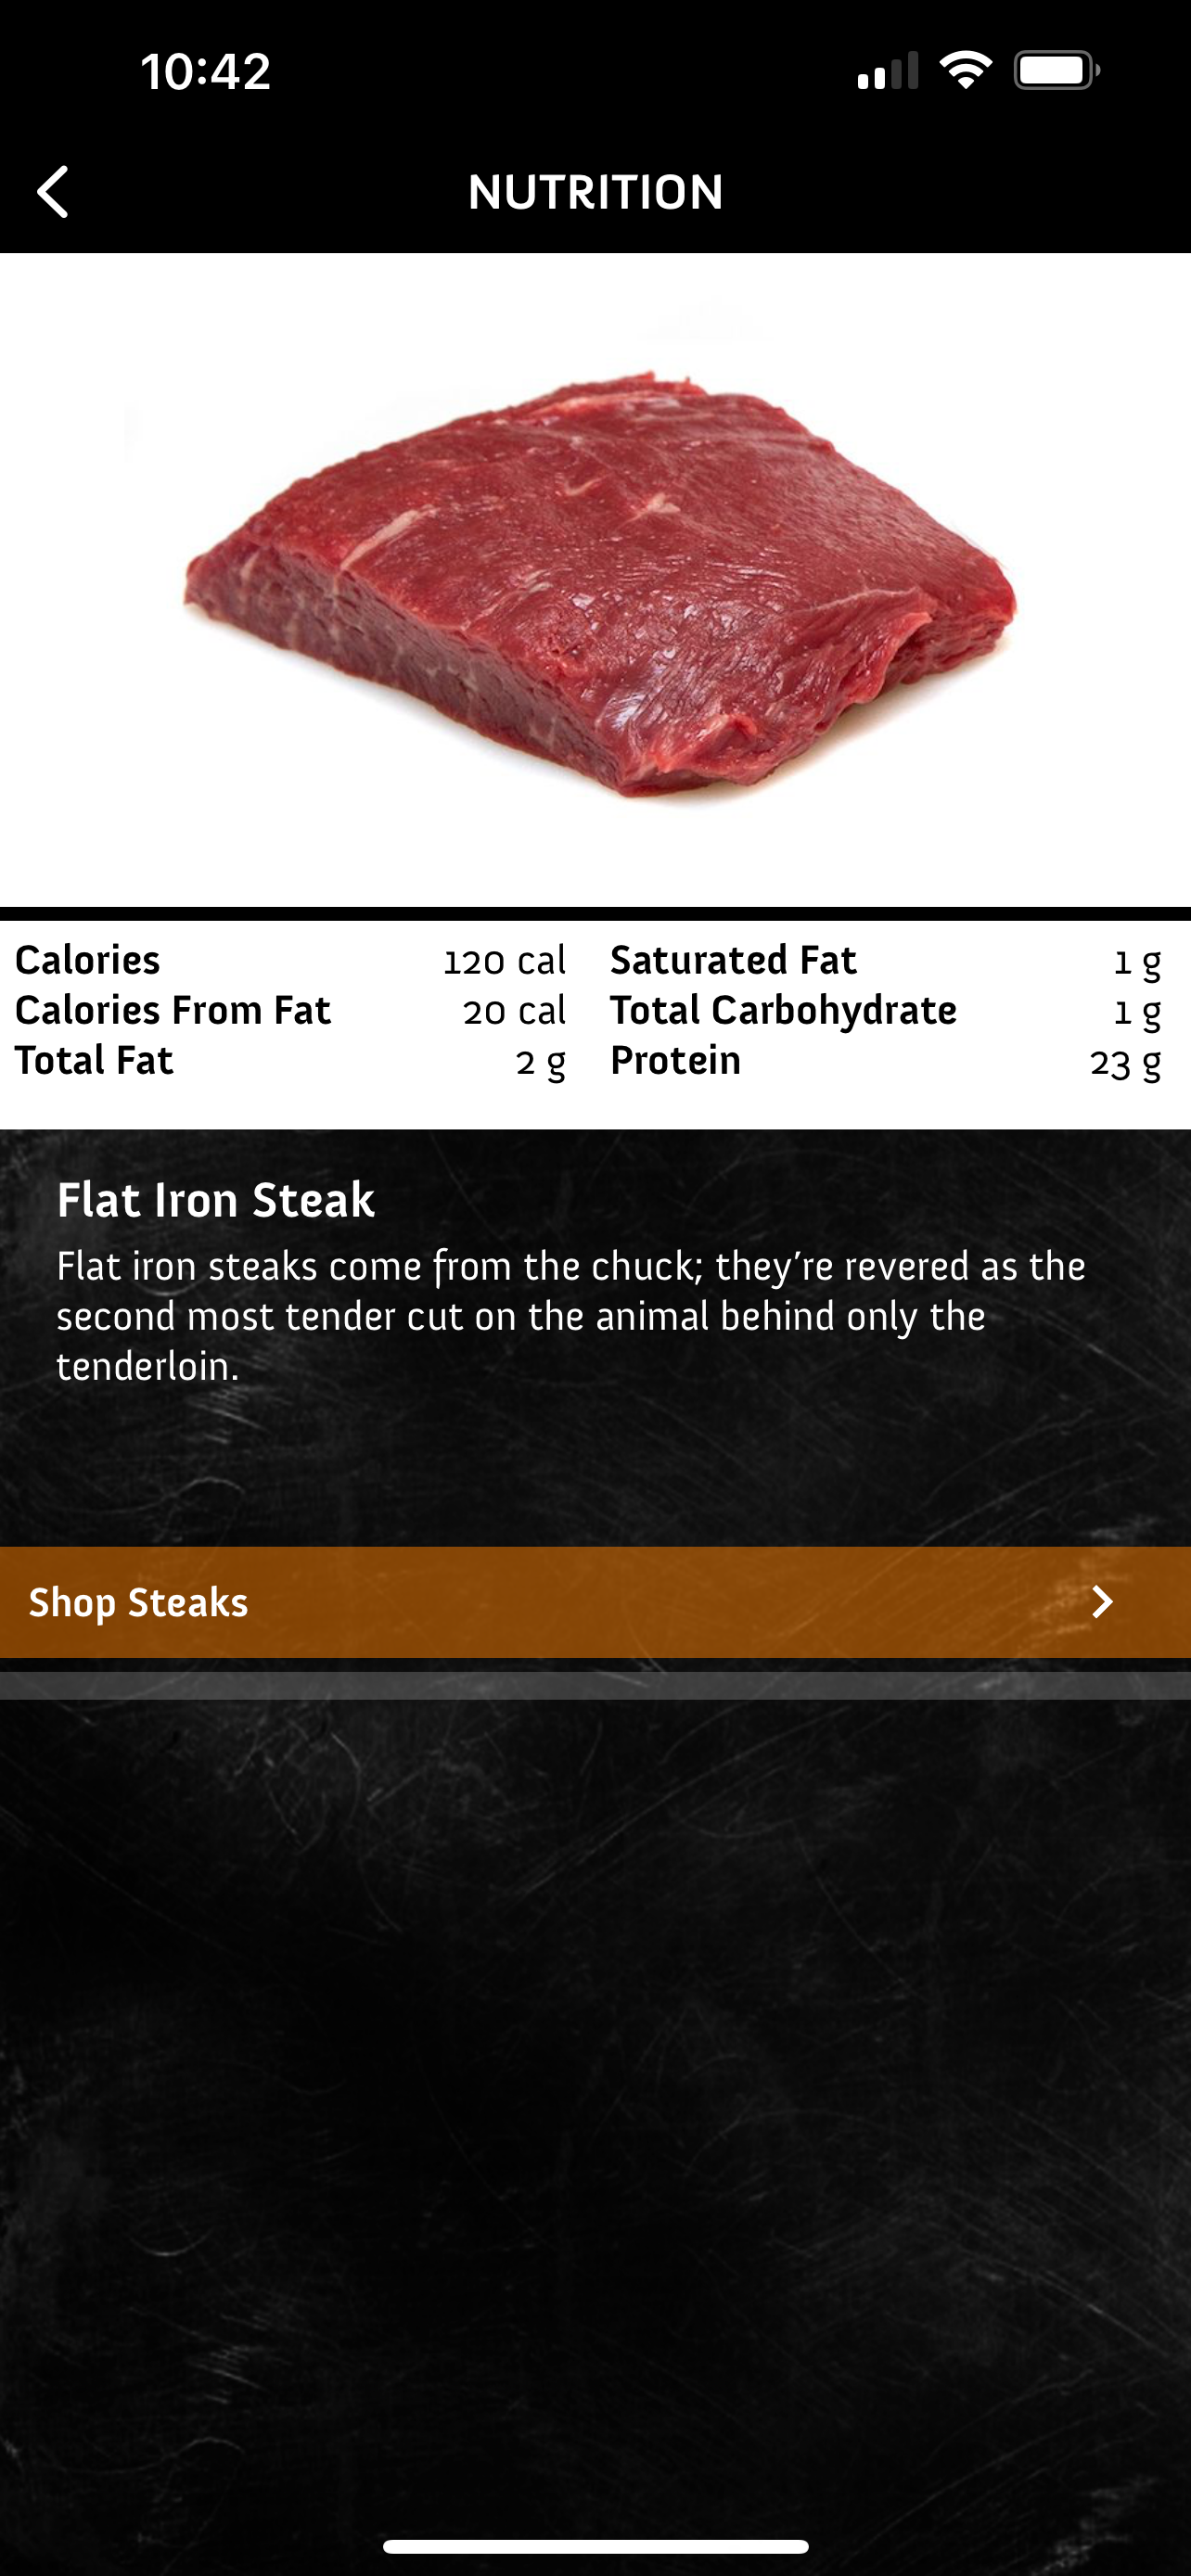 10:42
NUTRITION
Calories 120 cal Saturated Fat 1 g
Calories From Fat 20 cal Total Carbohydrate 1 g
Total Fat 2 g Protein 23 g
Flat Iron Steak
Flat iron steaks come from the chuck; they’re revered as the
second most tender cut on the animal behind only the
tenderloin.
Shop Steaks